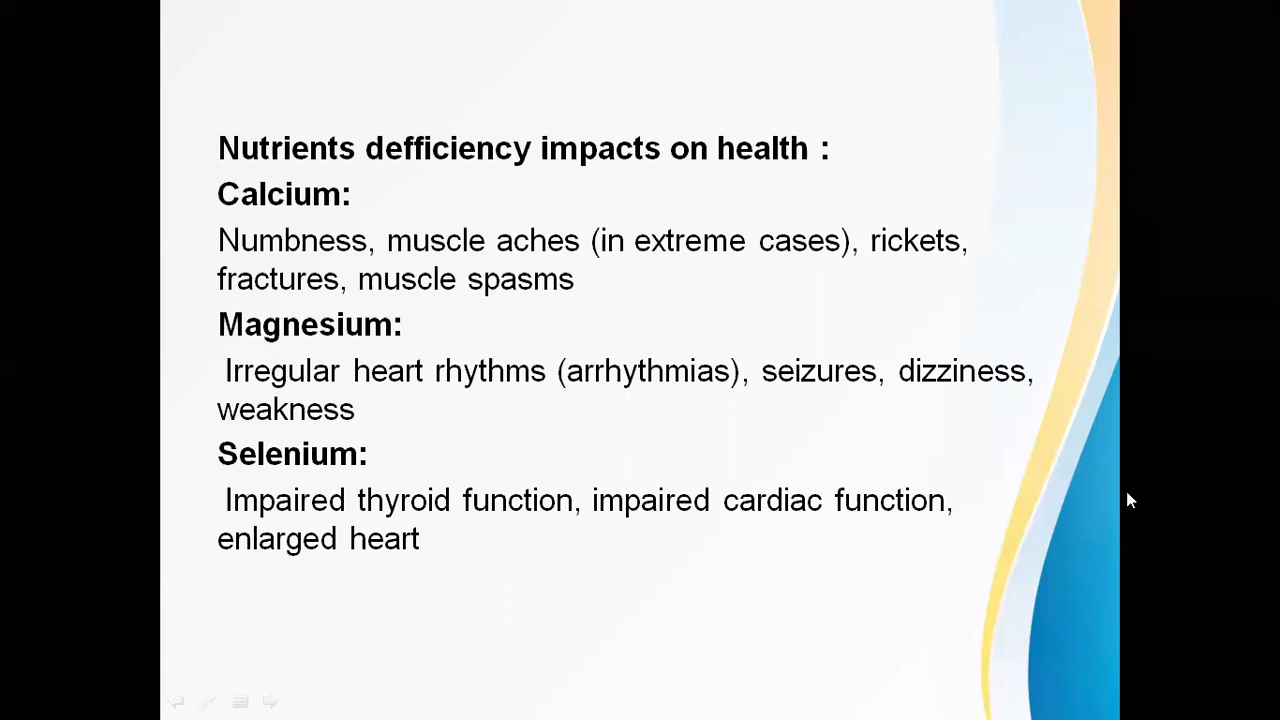 Nutrients defficiency impacts on health :
Calcium:
Numbness, muscle aches (in extreme cases), rickets,
fractures, muscle spasms
Magnesium:
Irregular heart rhythms (arrhythmias), seizures, dizziness,
weakness
Selenium:
Impaired thyroid function, impaired cardiac function,
enlarged heart